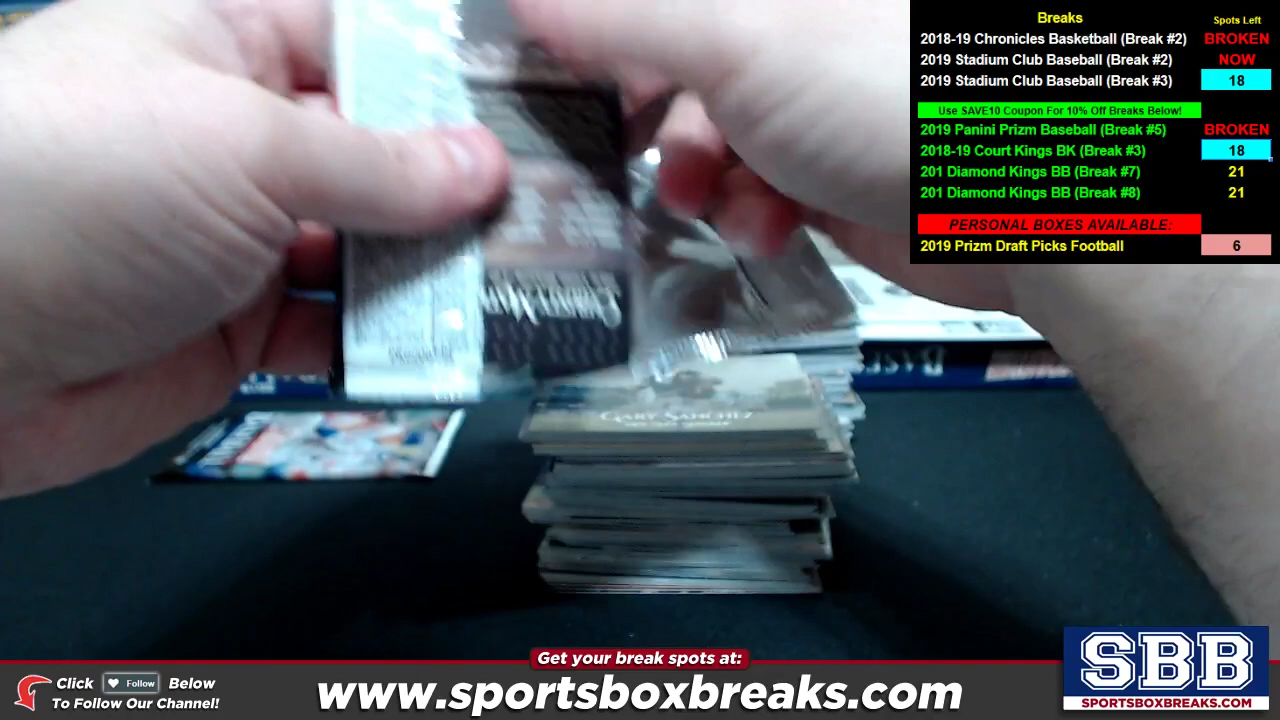 Breaks Spots Left
2018-19 Chronicles Basketball (Break #2) BROKEN
2019 Stadium Club Baseball (Break #2) NOW
2019 Stadium Club Baseball (Break #3) 18
Use SAVE10 Coupon For 10% Off Breaks Below!
2019 Panini Prizm Baseball (Break #5) BROKEN
2018-19 Court Kings BK (Break #3) 18
201 Diamond Kings BB (Break #7) 21
201 Diamond Kings BB (Break #8) 21
PERSONAL BOXES AVAILABLE:
2019 Prizm Draft Picks Football 6
GARY SANCHEZ
Get your break spots at:
www.sportsboxbreaks.com
Click Follow Below
To Follow Our Channel!
SBB
SPORTSBOXBREAKS.COM